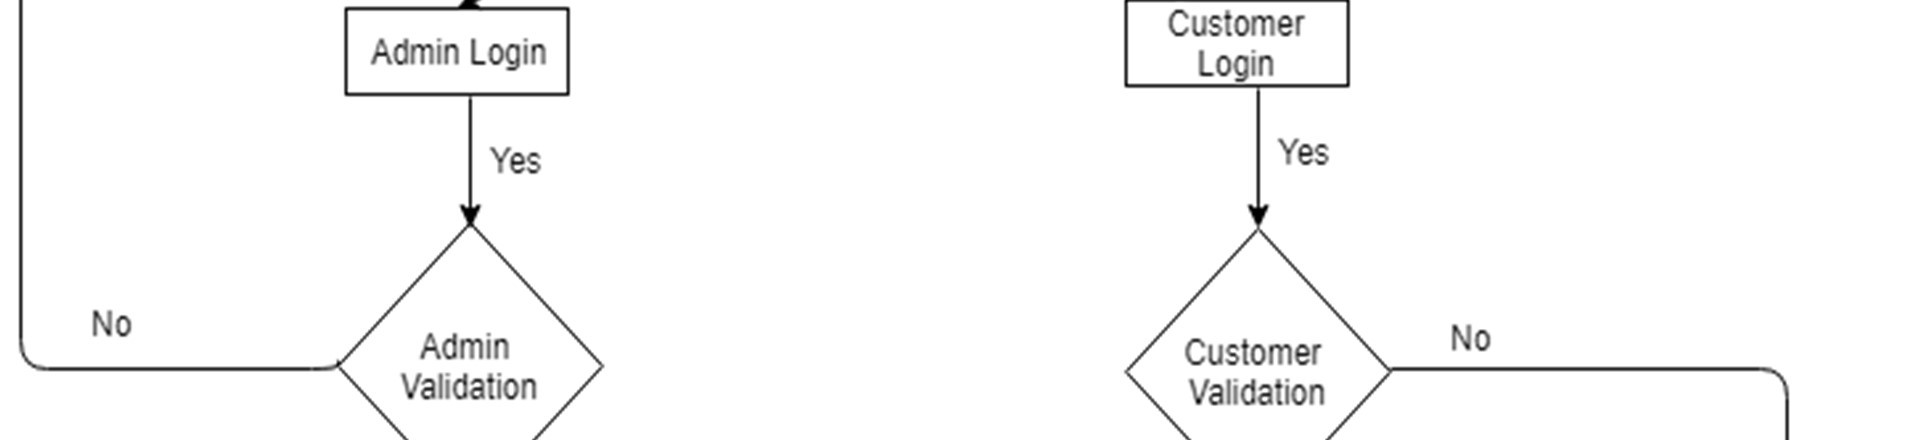 Admin Login
Customer
Login
Yes
Yes
No
Admin
Validation
Customer
Validation
No